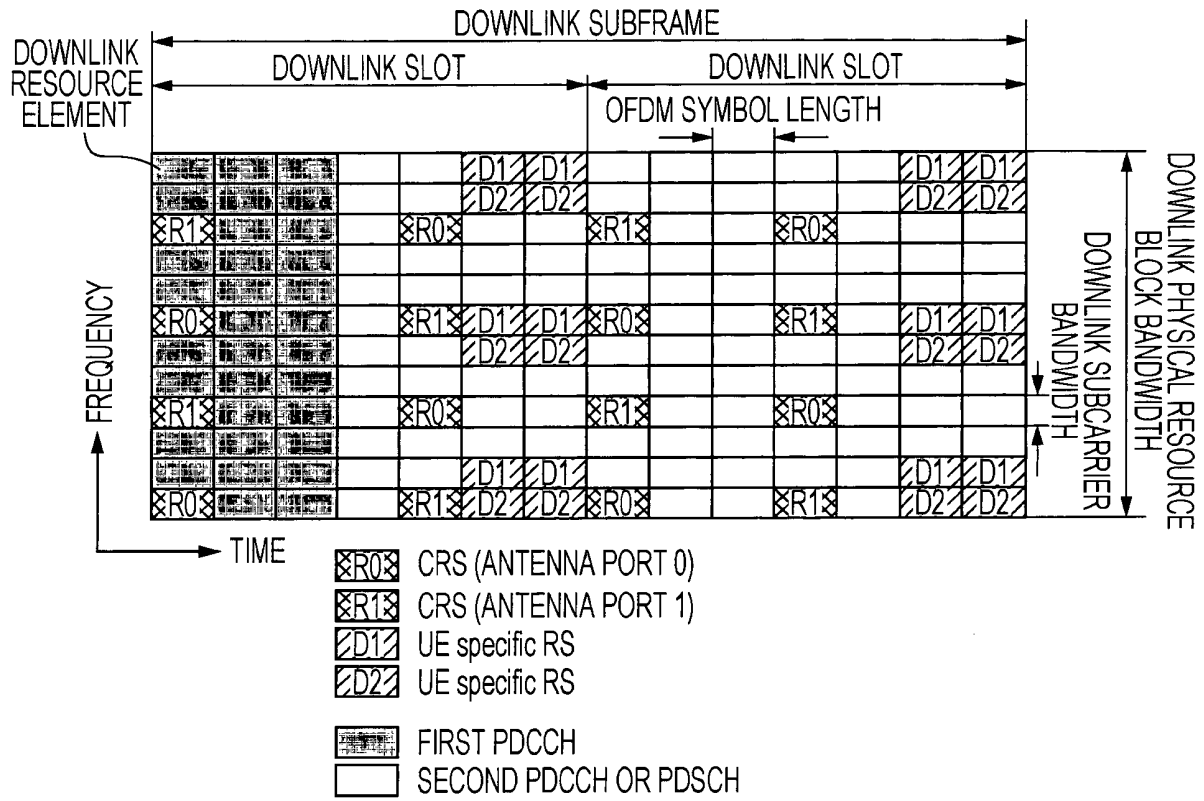 DOWNLINK SUBFRAME
DOWNLINK
RESOURCE
ELEMENT
DOWNLINK SLOT
DOWNLINK SLOT
OFDM SYMBOL LENGTH
D1 D1 D1 D1
D2 D2 D2 D2
R1 R0 R1 R0
R0 R1 D1 D1 R0 R1 D1 D1
D2 D2 D2 D2
R1 R0 R1 R0
D1 D1 D1 D1
R0 R1 D2 D2 R0 R1 D2 D2
FREQUENCY
TIME
DOWNLINK SUBCARRIER
BANDWIDTH
DOWNLINK PHYSICAL RESOURCE
BLOCK BANDWIDTH
R0 CRS (ANTENNA PORT 0)
R1 CRS (ANTENNA PORT 1)
D1 UE specific RS
D2 UE specific RS
FIRST PDCCH
SECOND PDCCH OR PDSCH